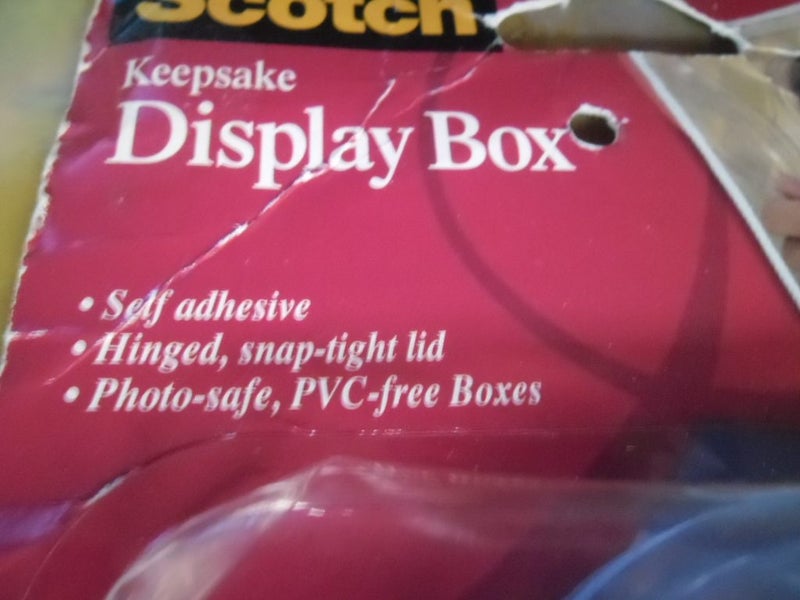 Scotch
Keepsake
Display Box
• Self adhesive
• Hinged, snap-tight lid
• Photo-safe, PVC-free Boxes